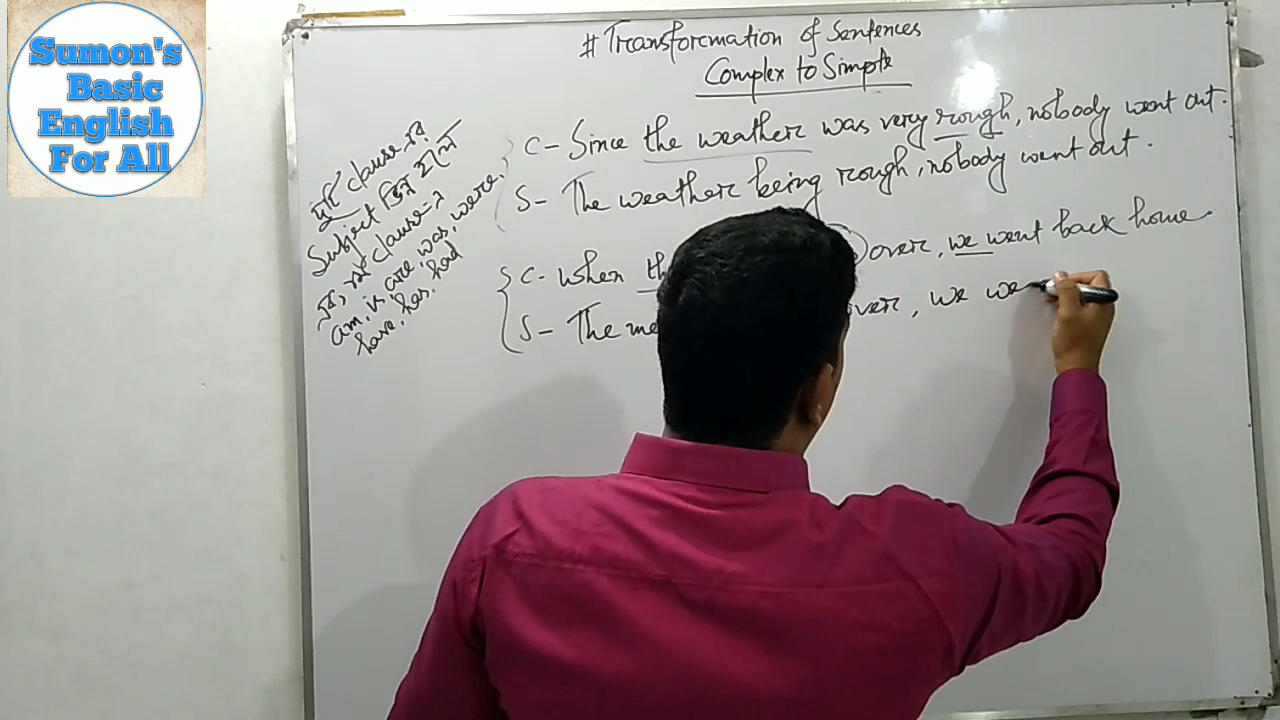 Sumon's
Basic
English
For All
# Transformation of Sentences
Complex to Simple
দুই clause-এর
Subject ভিন্ন হলে
clause-এ
am, is, are, was, were,
have, has, had
C- Since the weather was very rough, nobody went out.
S- The weather being rough, nobody went out.
C- When over, we went back home.
S- The over, we we